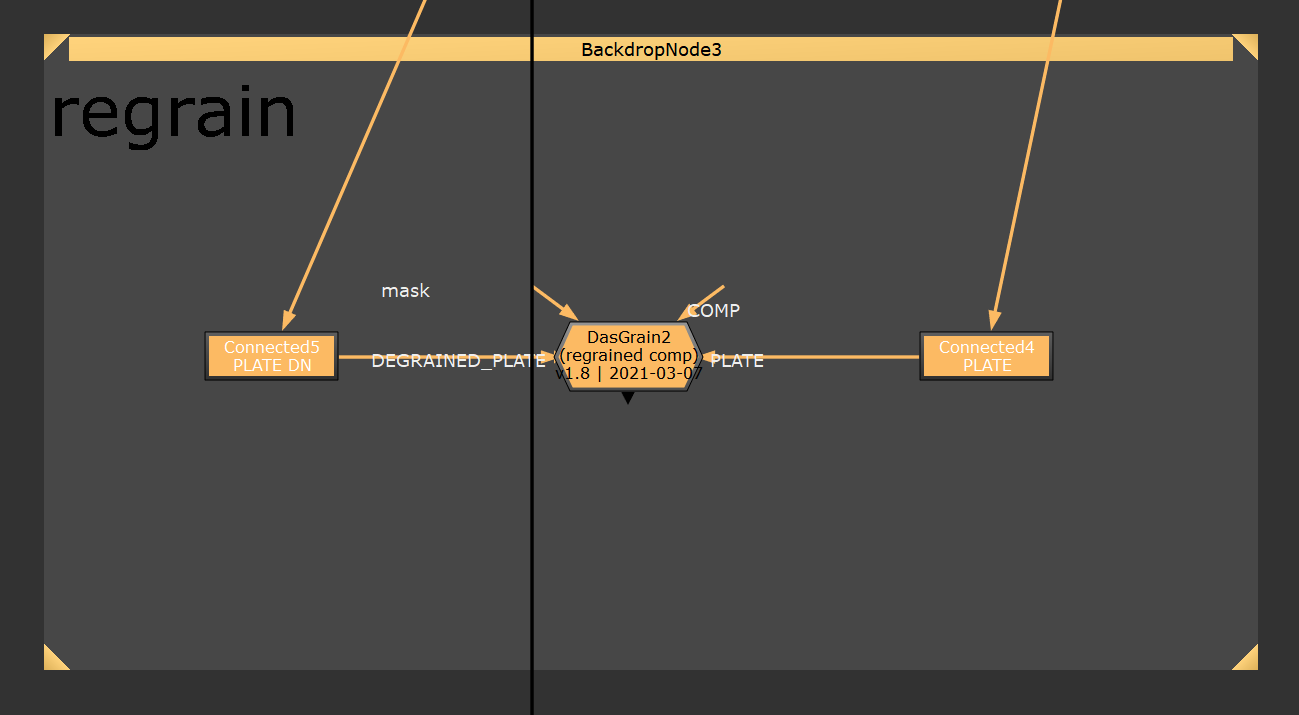 BackdropNode3
regrain
mask
COMP
Connected5
PLATE DN
DEGRAINED_PLATE
DasGrain2
(regrained comp)
v1.8 | 2021-03-07
PLATE
Connected4
PLATE